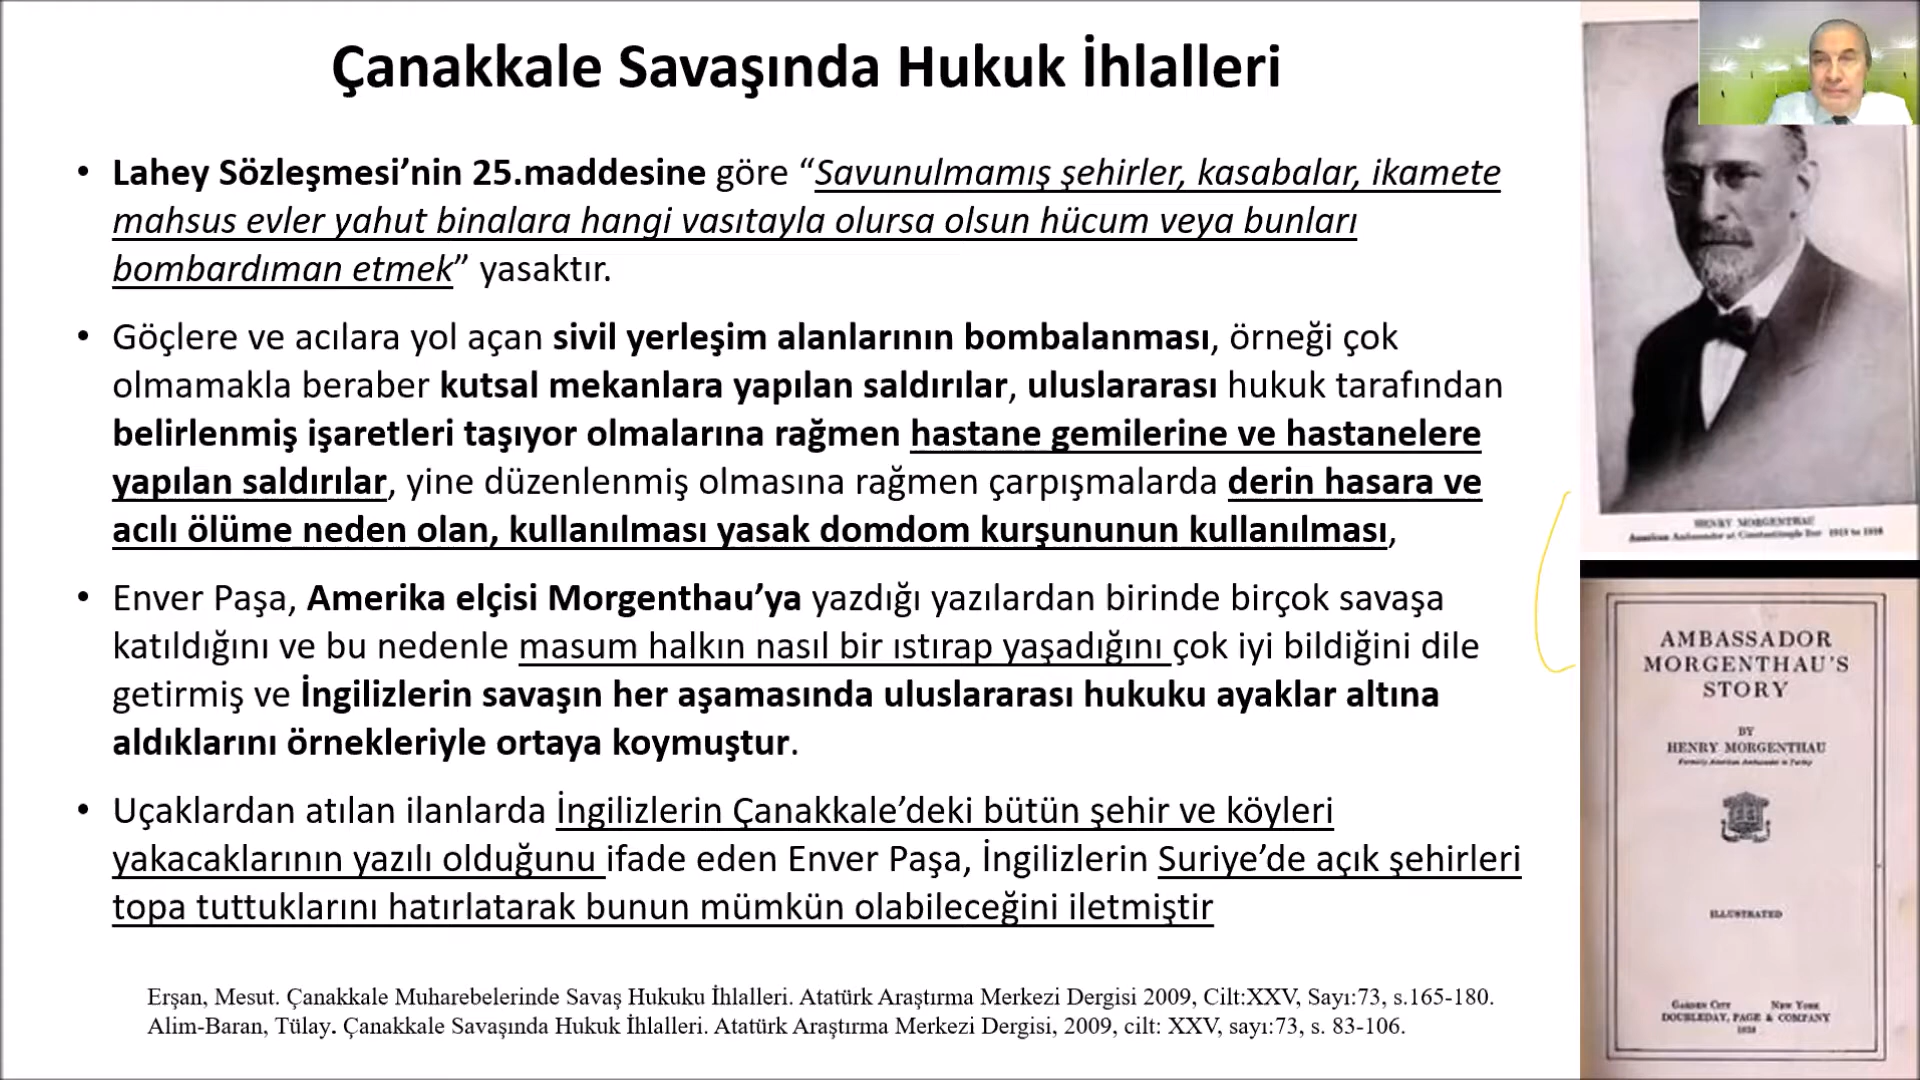 Çanakkale Savaşında Hukuk İhlalleri
• Lahey Sözleşmesi’nin 25.maddesine göre “Savunulmamış şehirler, kasabalar, ikamete
mahsus evler yahut binalara hangi vasıtayla olursa olsun hücum veya bunları
bombardıman etmek” yasaktır.
• Göçlere ve acılara yol açan sivil yerleşim alanlarının bombalanması, örneği çok
olmamakla beraber kutsal mekanlara yapılan saldırılar, uluslararası hukuk tarafından
belirlenmiş işaretleri taşıyor olmalarına rağmen hastane gemilerine ve hastanelere
yapılan saldırılar, yine düzenlenmiş olmasına rağmen çarpışmalarda derin hasara ve
acılı ölüme neden olan, kullanılması yasak domdom kurşununun kullanılması,
• Enver Paşa, Amerika elçisi Morgenthau’ya yazdığı yazılardan birinde birçok savaşa
katıldığını ve bu nedenle masum halkın nasıl bir ıstırap yaşadığını çok iyi bildiğini dile
getirmiş ve İngilizlerin savaşın her aşamasında uluslararası hukuku ayaklar altına
aldıklarını örnekleriyle ortaya koymuştur.
• Uçaklardan atılan ilanlarda İngilizlerin Çanakkale’deki bütün şehir ve köyleri
yakacaklarının yazılı olduğunu ifade eden Enver Paşa, İngilizlerin Suriye’de açık şehirleri
topa tuttuklarını hatırlatarak bunun mümkün olabileceğini iletmiştir
Erşan, Mesut. Çanakkale Muharebelerinde Savaş Hukuku İhlalleri. Atatürk Araştırma Merkezi Dergisi 2009, Cilt:XXV, Sayı:73, s.165-180.
Alim-Baran, Tülay. Çanakkale Savaşında Hukuk İhlalleri. Atatürk Araştırma Merkezi Dergisi, 2009, cilt: XXV, sayı:73, s. 83-106.
HENRY MORGENTHAU
American Ambassador at Constantinople
AMBASSADOR
MORGENTHAU'S
STORY
BY
HENRY MORGENTHAU
Formerly American Ambassador to Turkey
ILLUSTRATED
GARDEN CITY NEW YORK
DOUBLEDAY, PAGE & COMPANY